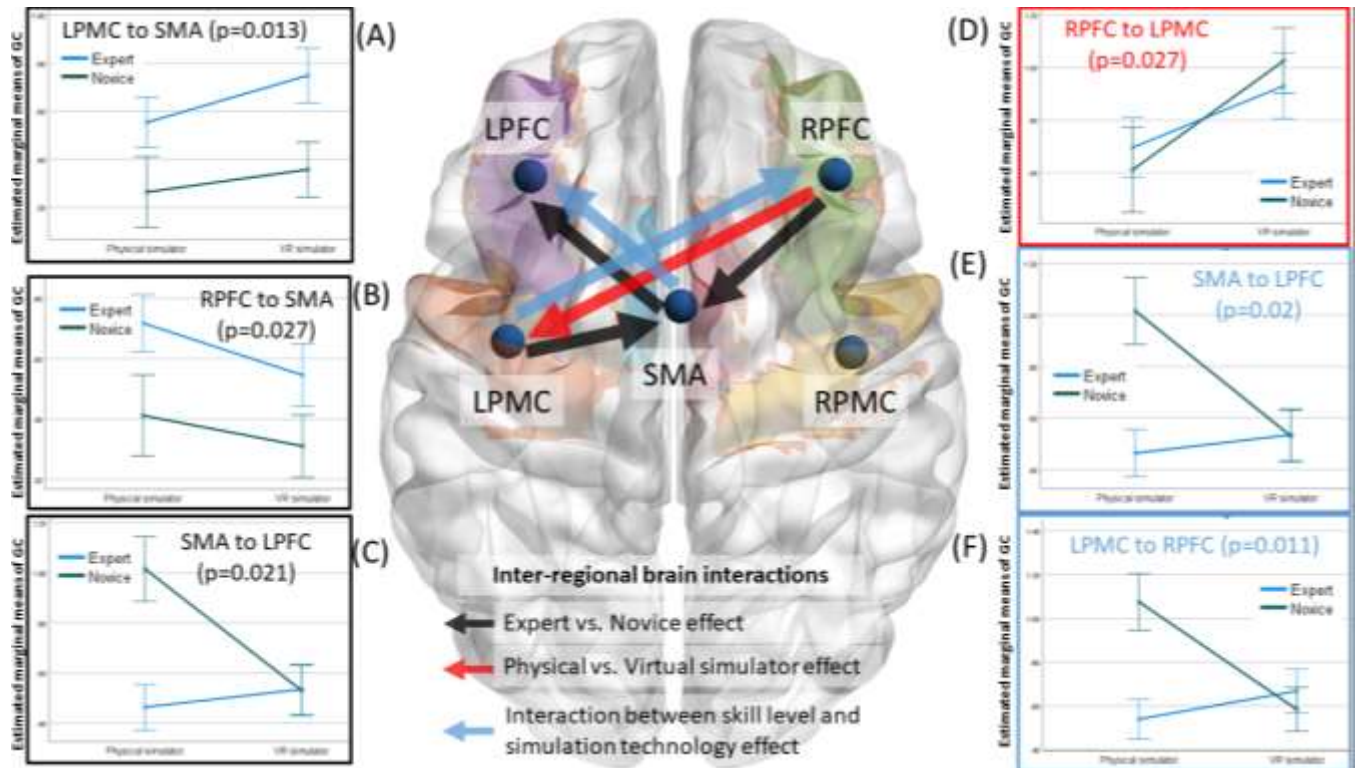 LPMC to SMA (p=0.013)
Expert
Novice
Estimated marginal means of GC
Physical simulator
VR simulator
(A)
RPFC to SMA
(p=0.027)
Expert
Novice
Estimated marginal means of GC
Physical simulator
VR simulator
(B)
SMA to LPFC
(p=0.021)
Expert
Novice
Estimated marginal means of GC
Physical simulator
VR simulator
(C)
LPFC
RPFC
LPMC
SMA
RPMC
Inter-regional brain interactions
Expert vs. Novice effect
Physical vs. Virtual simulator effect
Interaction between skill level and
simulation technology effect
(D)
RPFC to LPMC
(p=0.027)
Expert
Novice
Estimated marginal means of GC
Physical simulator
VR simulator
(E)
SMA to LPFC
(p=0.02)
Expert
Novice
Estimated marginal means of GC
Physical simulator
VR simulator
(F)
LPMC to RPFC (p=0.011)
Expert
Novice
Estimated marginal means of GC
Physical simulator
VR simulator